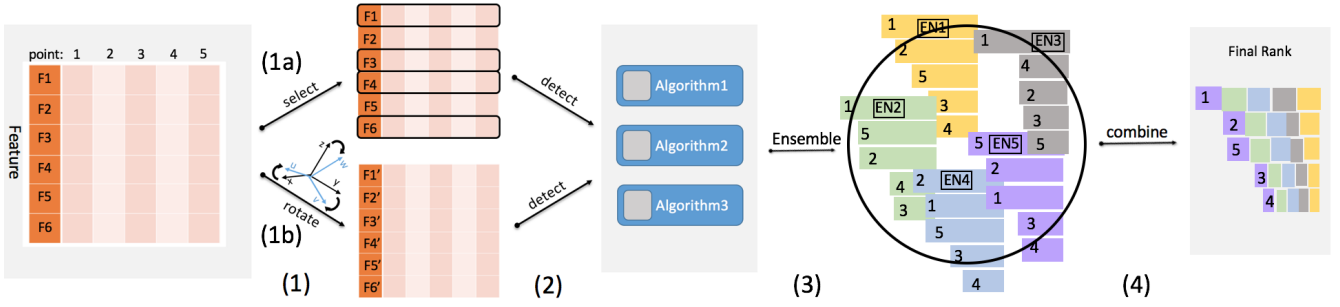 point: 1 2 3 4 5
Feature
F1
F2
F3
F4
F5
F6
(1a)
select
z
u
w
x
y
v
rotate
(1b)
(1)
F1
F2
F3
F4
F5
F6
F1'
F2'
F3'
F4'
F5'
F6'
detect
detect
(2)
Algorithm1
Algorithm2
Algorithm3
Ensemble
(3)
1 EN1
2
5
3
4
1 EN2
5
2
4
3
1 EN3
4
2
3
5
2 EN4
1
5
3
4
5 EN5
2
1
3
4
combine
(4)
Final Rank
1
2
5
3
4